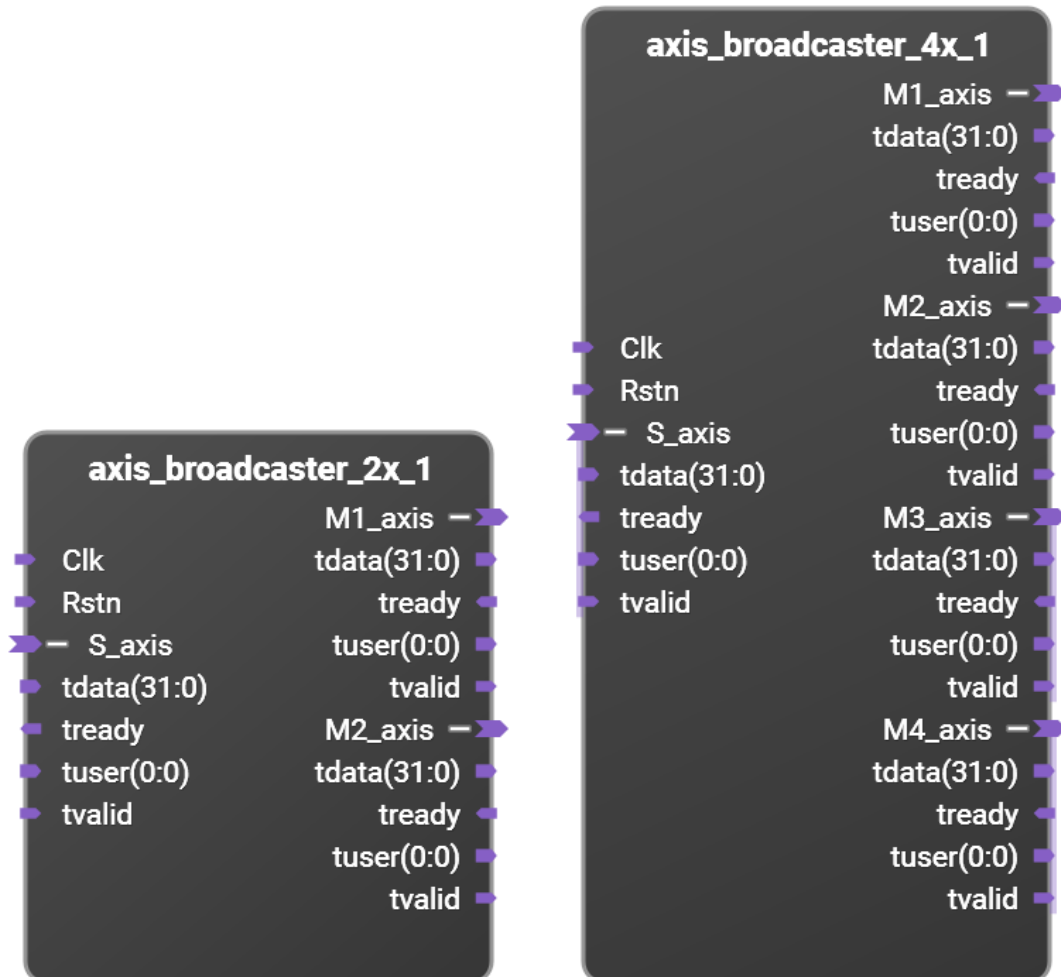 axis_broadcaster_2x_1
Clk
Rstn
S_axis
tdata(31:0)
tready
tuser(0:0)
tvalid
M1_axis
tdata(31:0)
tready
tuser(0:0)
tvalid
M2_axis
tdata(31:0)
tready
tuser(0:0)
tvalid
axis_broadcaster_4x_1
Clk
Rstn
S_axis
tdata(31:0)
tready
tuser(0:0)
tvalid
M1_axis
tdata(31:0)
tready
tuser(0:0)
tvalid
M2_axis
tdata(31:0)
tready
tuser(0:0)
tvalid
M3_axis
tdata(31:0)
tready
tuser(0:0)
tvalid
M4_axis
tdata(31:0)
tready
tuser(0:0)
tvalid